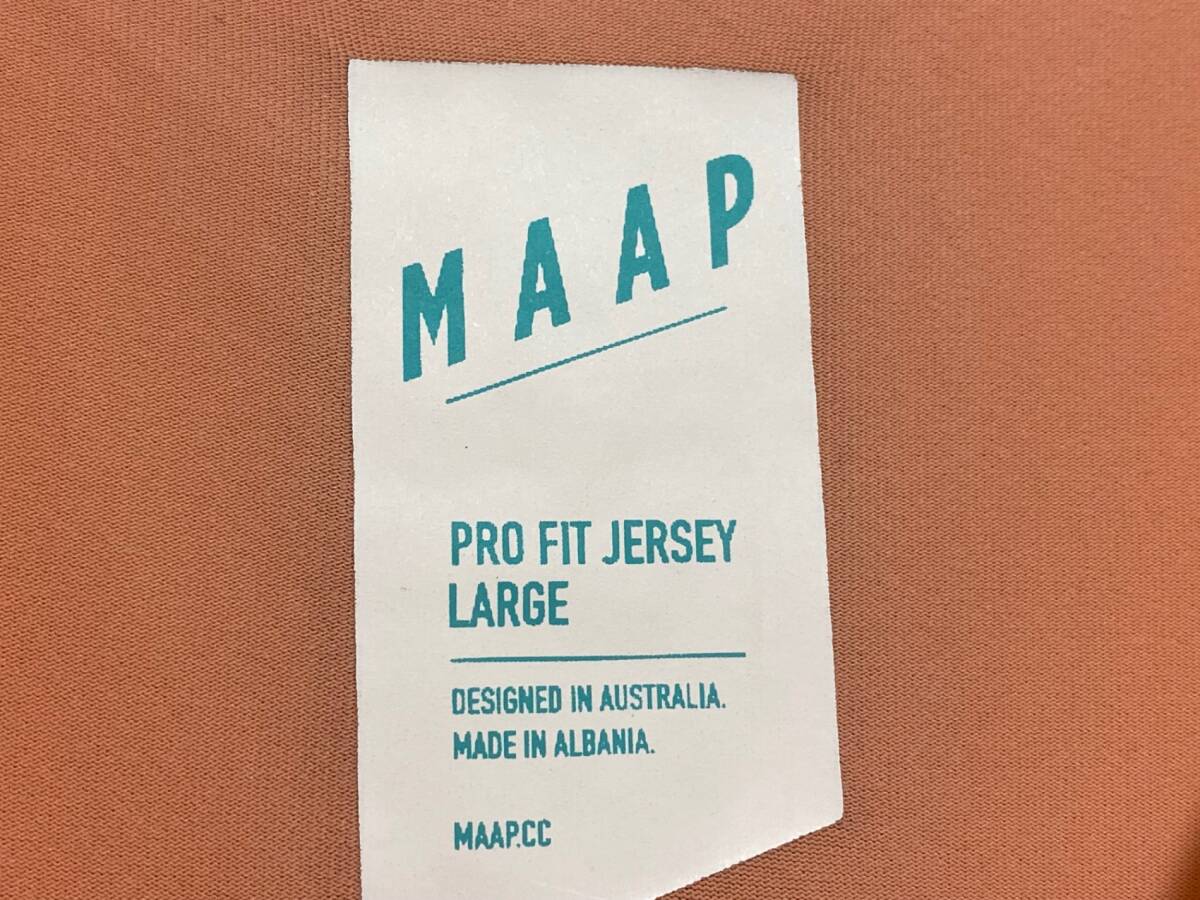 MAAP
PRO FIT JERSEY
LARGE
DESIGNED IN AUSTRALIA.
MADE IN ALBANIA.
MAAP.CC